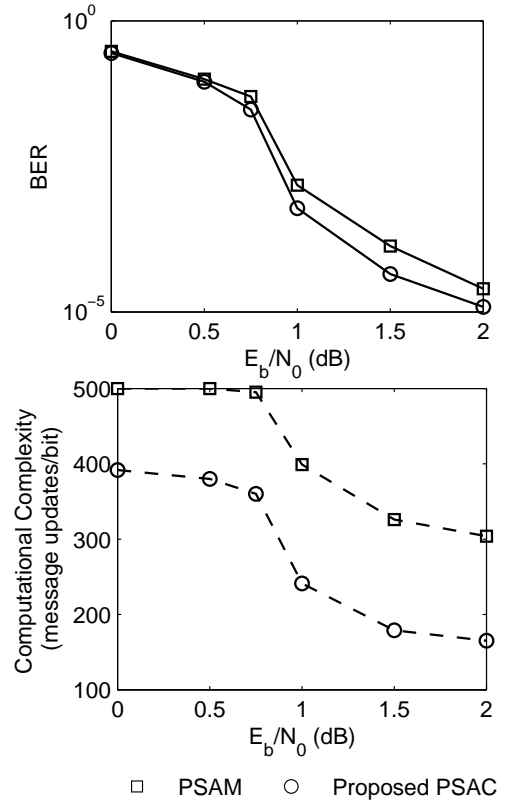 10^0
BER
10^-5
0 0.5 1 1.5 2
E_b/N_0 (dB)
500
400
300
200
100
Computational Complexity
(message updates/bit)
0 0.5 1 1.5 2
E_b/N_0 (dB)
PSAM Proposed PSAC